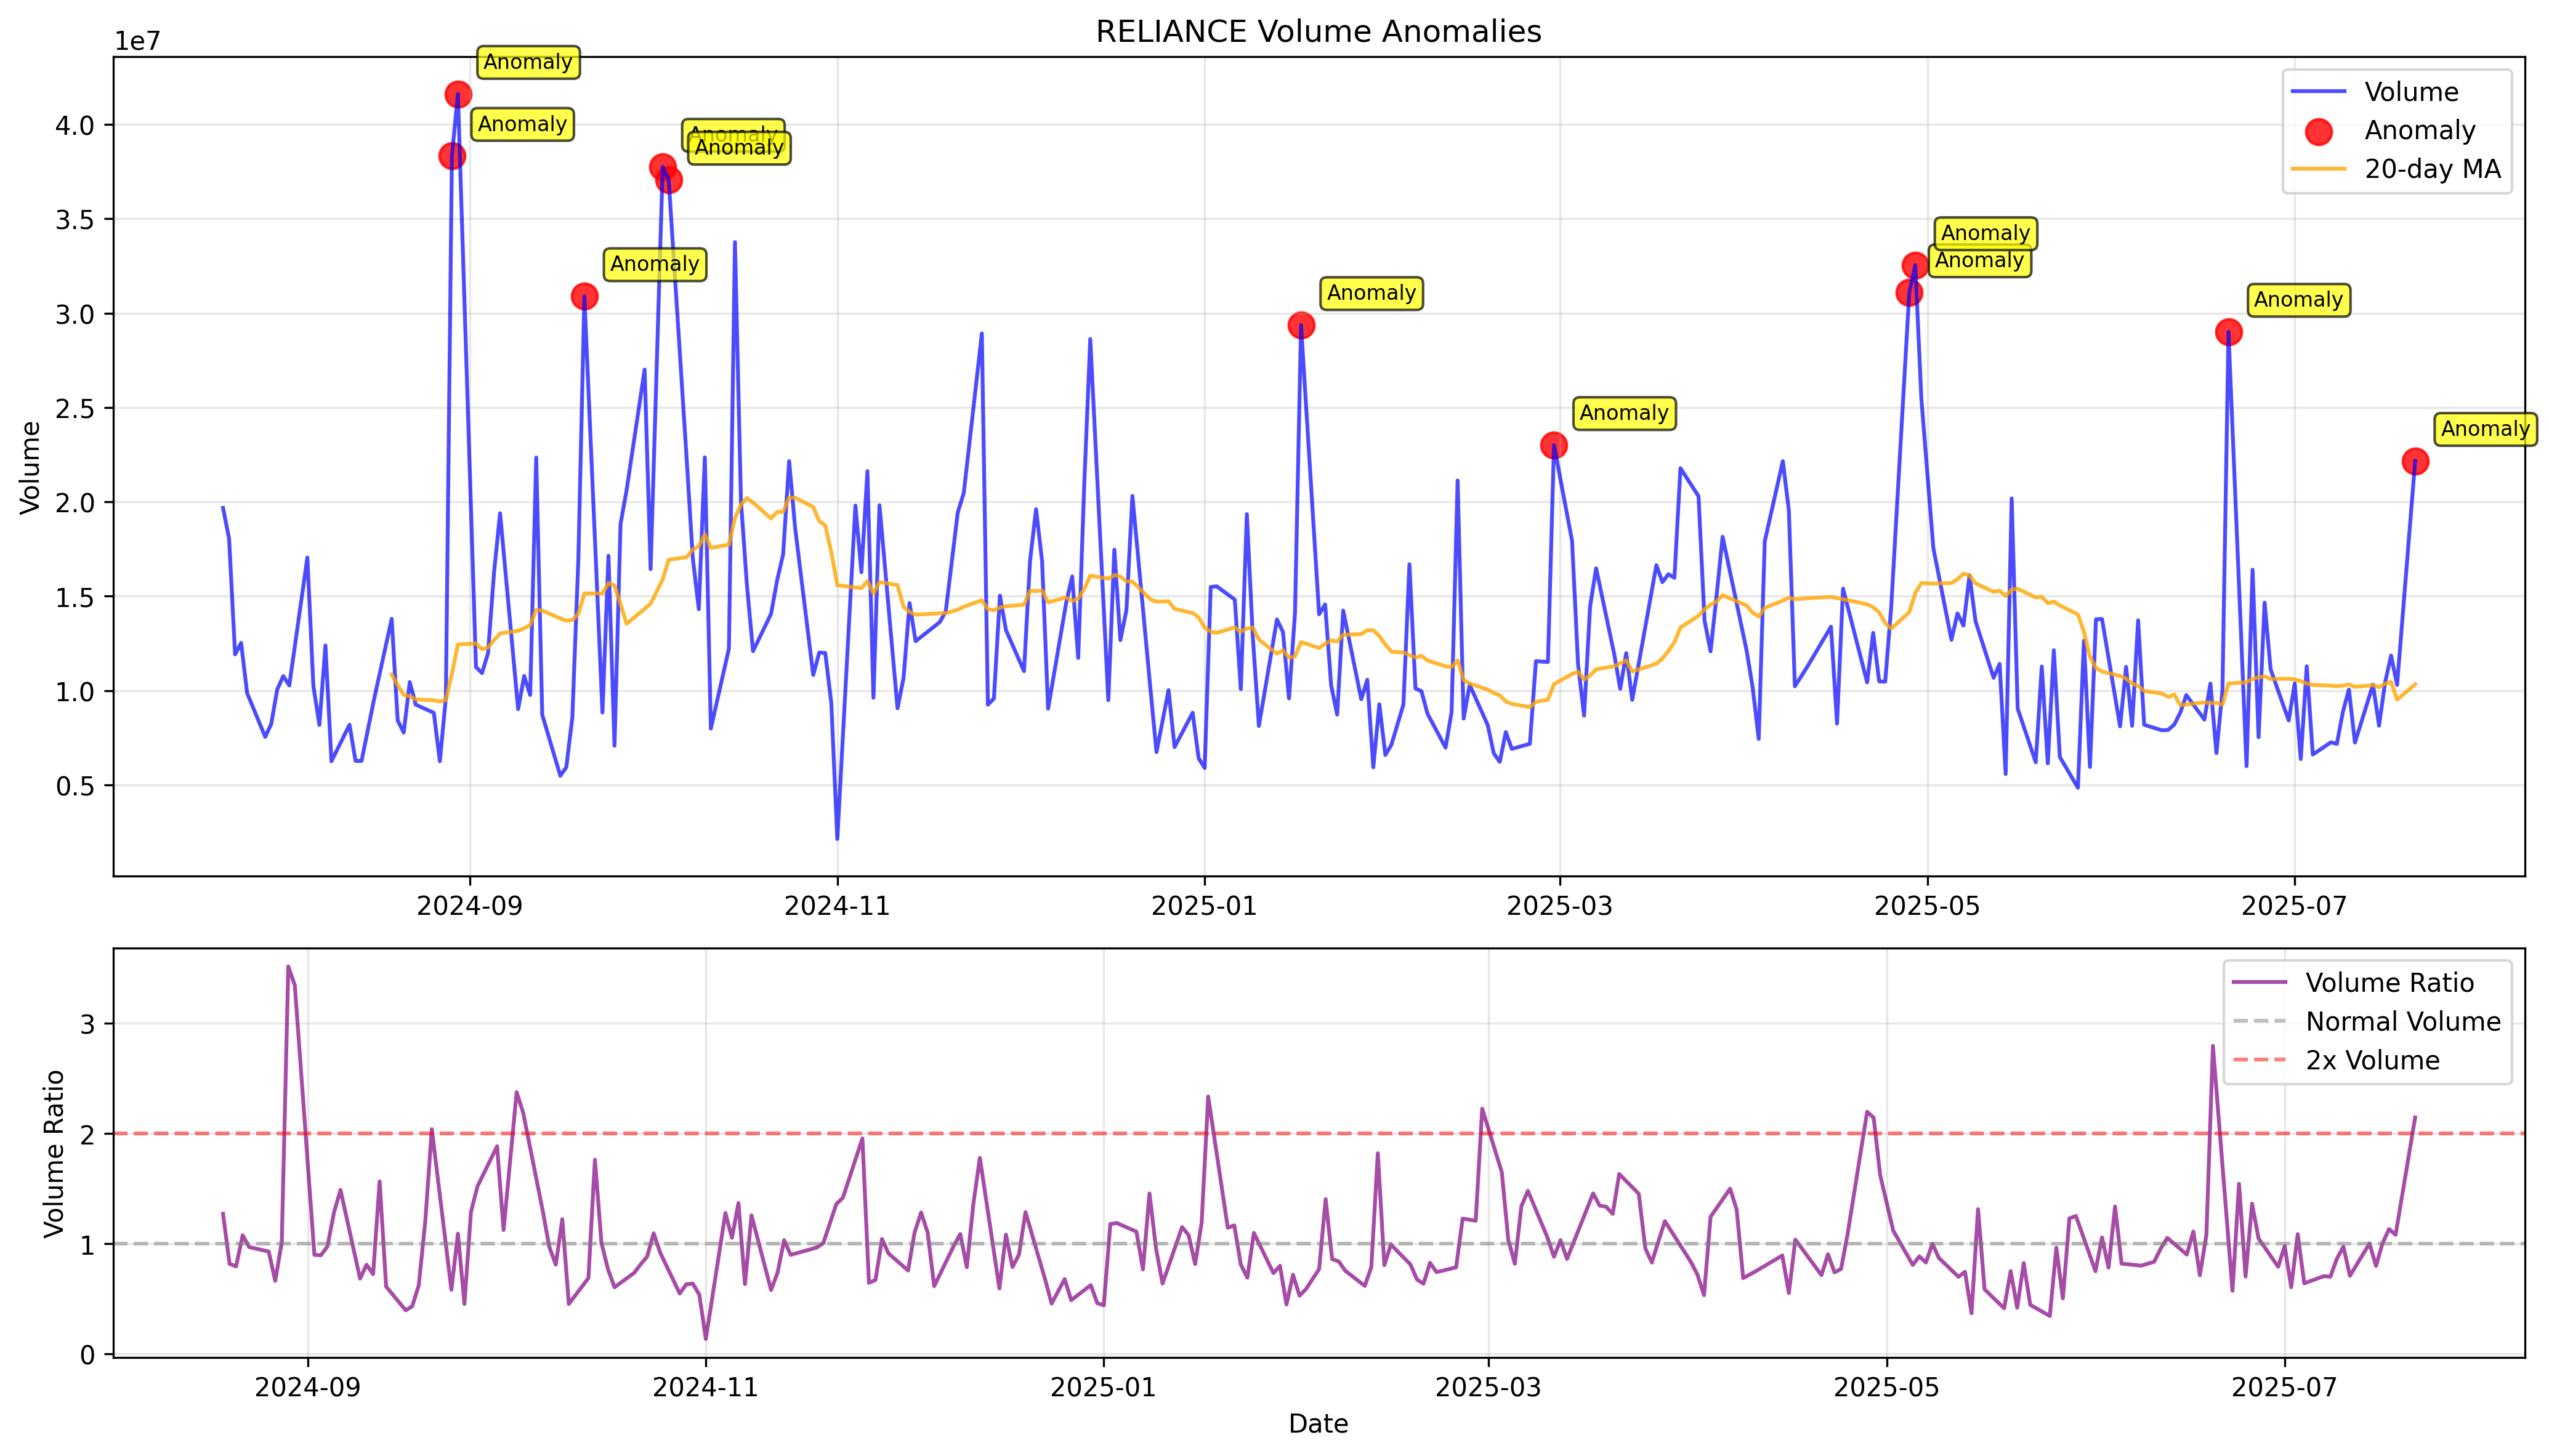 RELIANCE Volume Anomalies
1e7
Anomaly
Anomaly
Anomaly
Anomaly
Anomaly
Anomaly
Anomaly
Anomaly
Anomaly
Anomaly
Anomaly
Volume
Anomaly
20-day MA
4.0
3.5
3.0
2.5
2.0
1.5
1.0
0.5
Volume
2024-09
2024-11
2025-01
2025-03
2025-05
2025-07
Volume Ratio
Normal Volume
2x Volume
3
2
1
0
Volume Ratio
2024-09
2024-11
2025-01
2025-03
2025-05
2025-07
Date